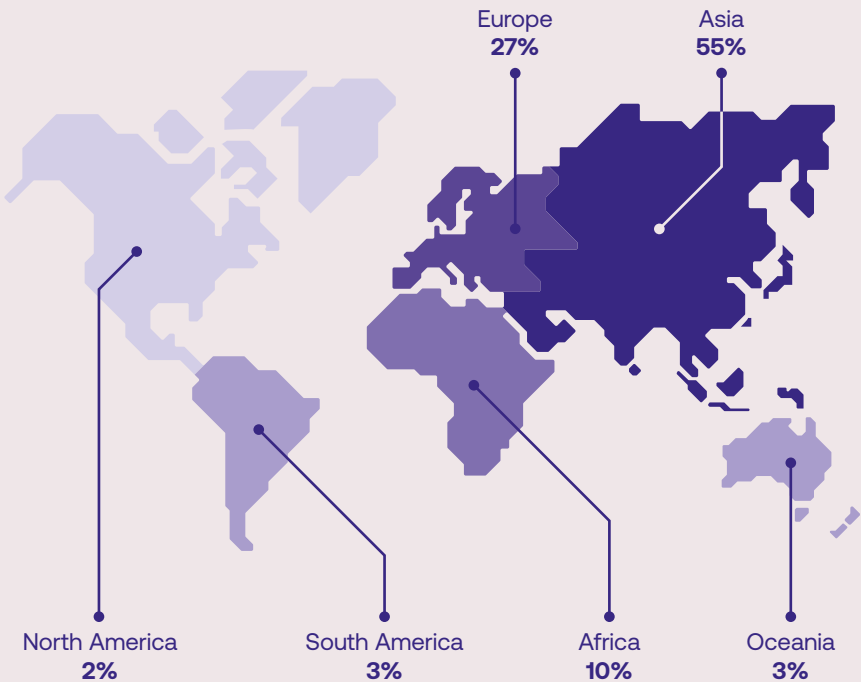 Europe
27%
Asia
55%
North America
2%
South America
3%
Africa
10%
Oceania
3%